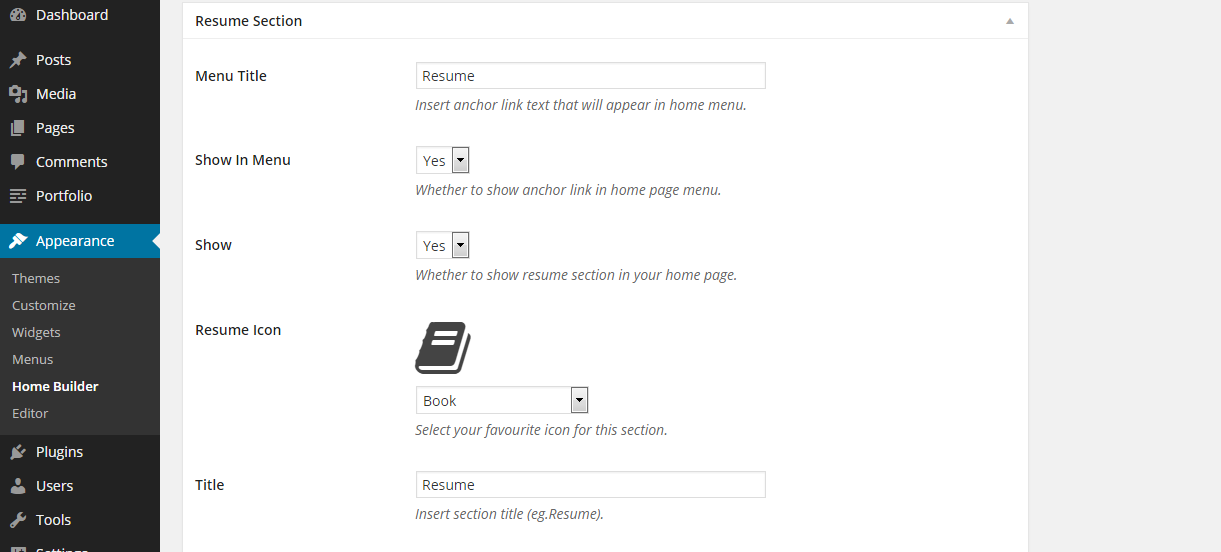 Dashboard
Posts
Media
Pages
Comments
Portfolio
Appearance
Themes
Customize
Widgets
Menus
Home Builder
Editor
Plugins
Users
Tools
Settings
Resume Section
Menu Title
Resume
Insert anchor link text that will appear in home menu.
Show In Menu
Yes
Whether to show anchor link in home page menu.
Show
Yes
Whether to show resume section in your home page.
Resume Icon
Book
Select your favourite icon for this section.
Title
Resume
Insert section title (eg.Resume).